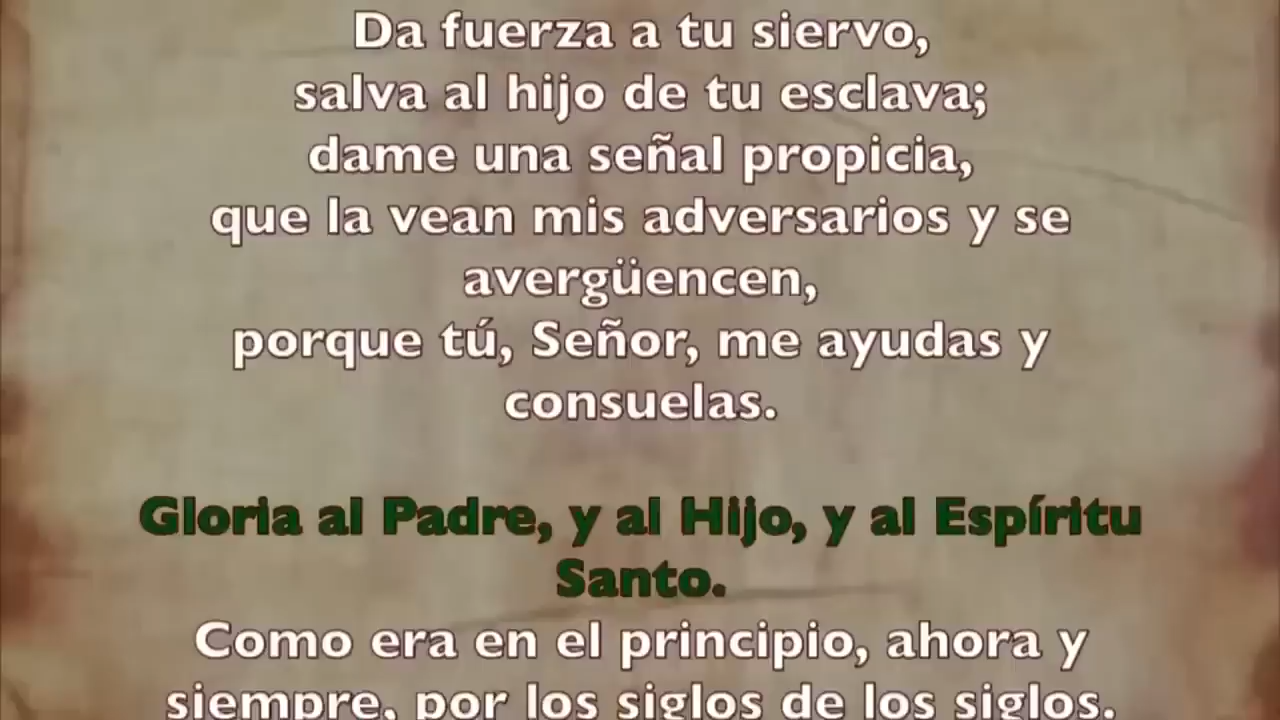 Da fuerza a tu siervo,
salva al hijo de tu esclava;
dame una señal propicia,
que la vean mis adversarios y se
avergüencen,
porque tú, Señor, me ayudas y
consuelas.
Gloria al Padre, y al Hijo, y al Espíritu
Santo.
Como era en el principio, ahora y
siempre, por los siglos de los siglos.